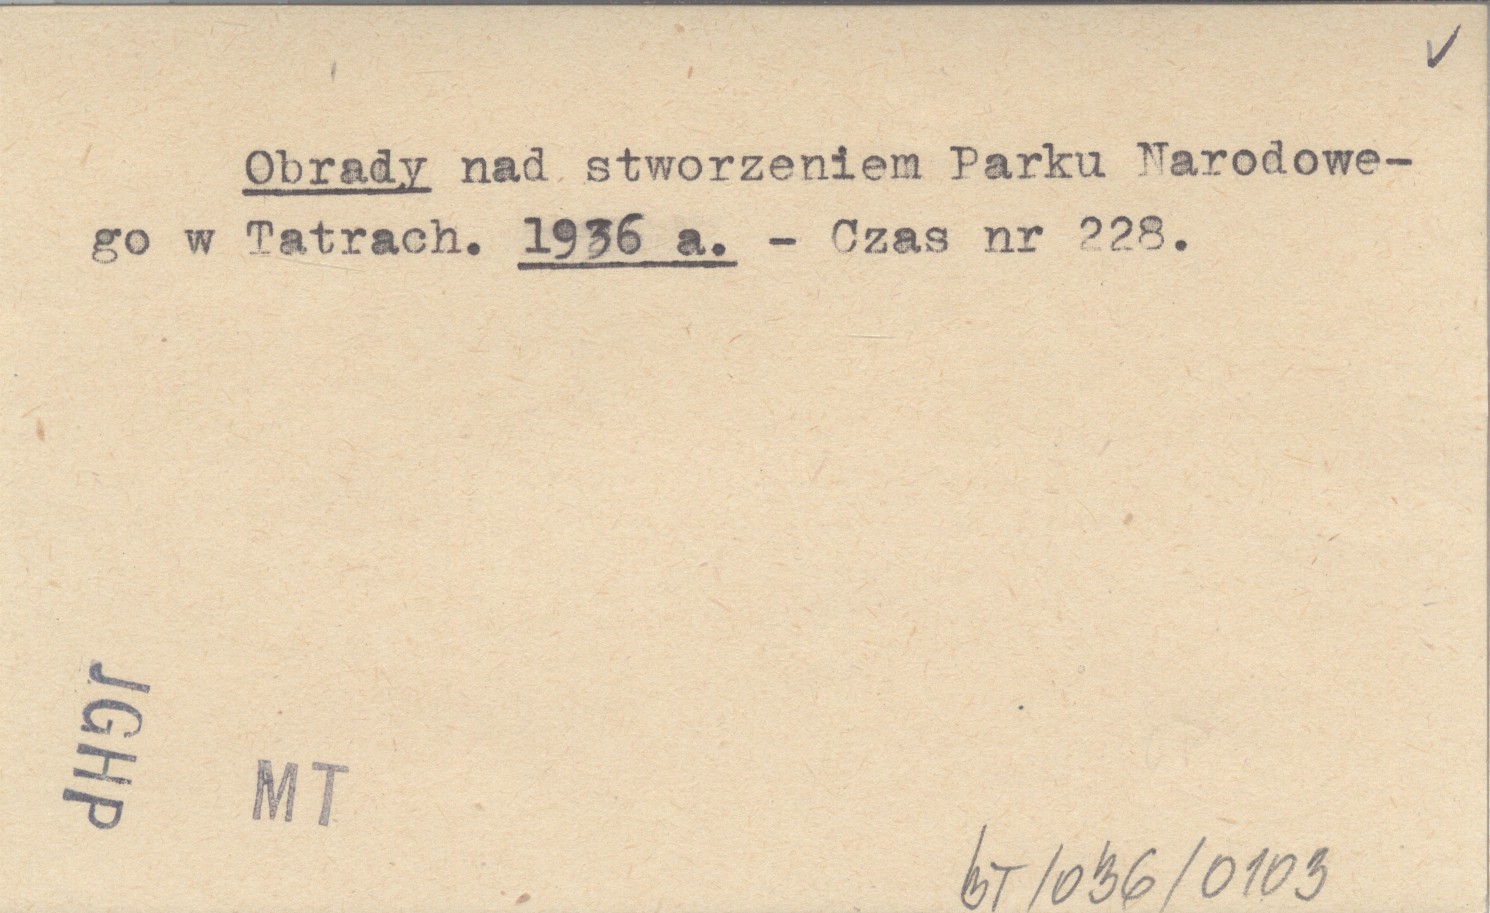 ✓
Obrady nad stworzeniem Parku Narodowe-
go w Tatrach. 1936 a. - Czas nr 228.
JGHP
MT
BT/036/0103